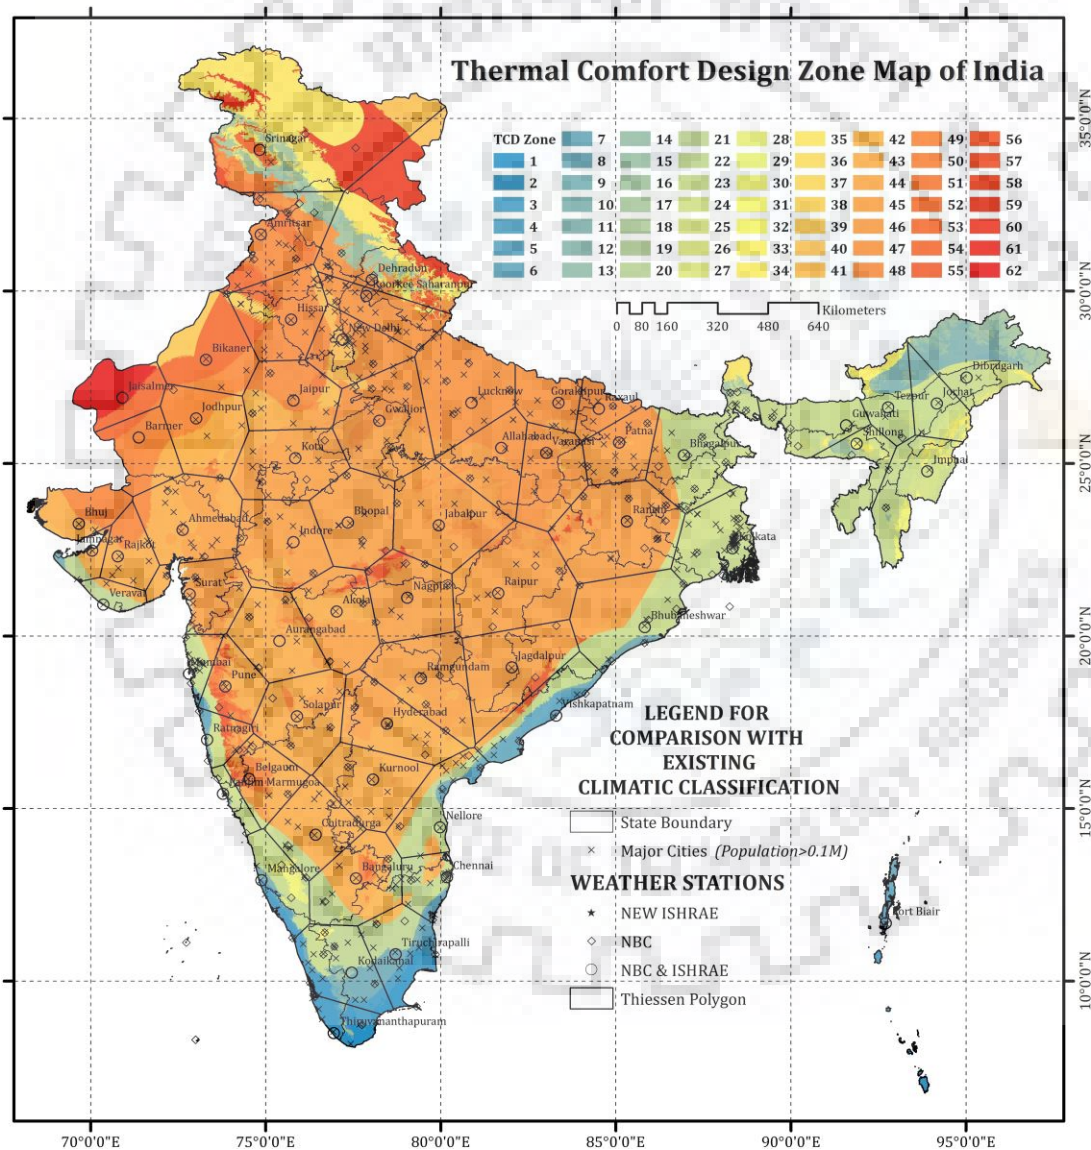 Thermal Comfort Design Zone Map of India
TCD Zone
1
2
3
4
5
6
7
8
9
10
11
12
13
14
15
16
17
18
19
20
21
22
23
24
25
26
27
28
29
30
31
32
33
34
35
36
37
38
39
40
41
42
43
44
45
46
47
48
49
50
51
52
53
54
55
56
57
58
59
60
61
62
Kilometers
0 80 160 320 480 640
35°0'0"N
30°0'0"N
25°0'0"N
20°0'0"N
15°0'0"N
10°0'0"N
Srinagar
Amritsar
Dehradun
Roorkee Saharanpur
Hissar
New Delhi
Bikaner
Jaisalmer
Jaipur
Jodhpur
Barmer
Gwalior
Lucknow
Gorakhpur
Raxaul
Kota
Allahabad
Varanasi
Patna
Bhagalpur
Dibrugarh
Tezpur
Jorhat
Guwahati
Shillong
Imphal
Bhuj
Ahmedabad
Jamnagar
Rajkot
Indore
Bhopal
Jabalpur
Ranchi
Kolkata
Veraval
Surat
Akola
Nagpur
Raipur
Bhubaneshwar
Aurangabad
Mumbai
Pune
Ramgundam
Jagdalpur
Solapur
Hyderabad
Vishkapatnam
Ratnagiri
Belgaum
Panjim Marmugoa
Kurnool
Chitradurga
Nellore
Mangalore
Bangaluru
Chennai
Tiruchirapalli
Kodaikanal
Thiruvananthapuram
Port Blair
LEGEND FOR
COMPARISON WITH
EXISTING
CLIMATIC CLASSIFICATION
State Boundary
Major Cities (Population>0.1M)
WEATHER STATIONS
NEW ISHRAE
NBC
NBC & ISHRAE
Thiessen Polygon
70°0'0"E
75°0'0"E
80°0'0"E
85°0'0"E
90°0'0"E
95°0'0"E